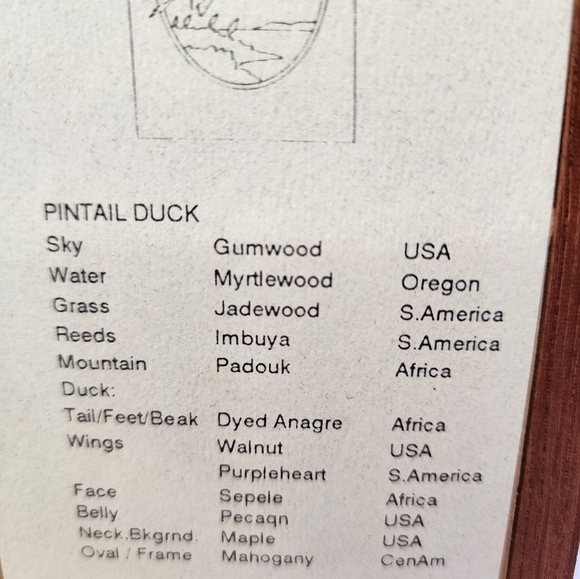 PINTAIL DUCK
Sky Gumwood USA
Water Myrtlewood Oregon
Grass Jadewood S.America
Reeds Imbuya S.America
Mountain Padouk Africa
Duck:
Tail/Feet/Beak Dyed Anagre Africa
Wings Walnut USA
Purpleheart S.America
Face Sepele Africa
Belly Pecaqn USA
Neck.Bkgrnd. Maple USA
Oval / Frame Mahogany CenAm